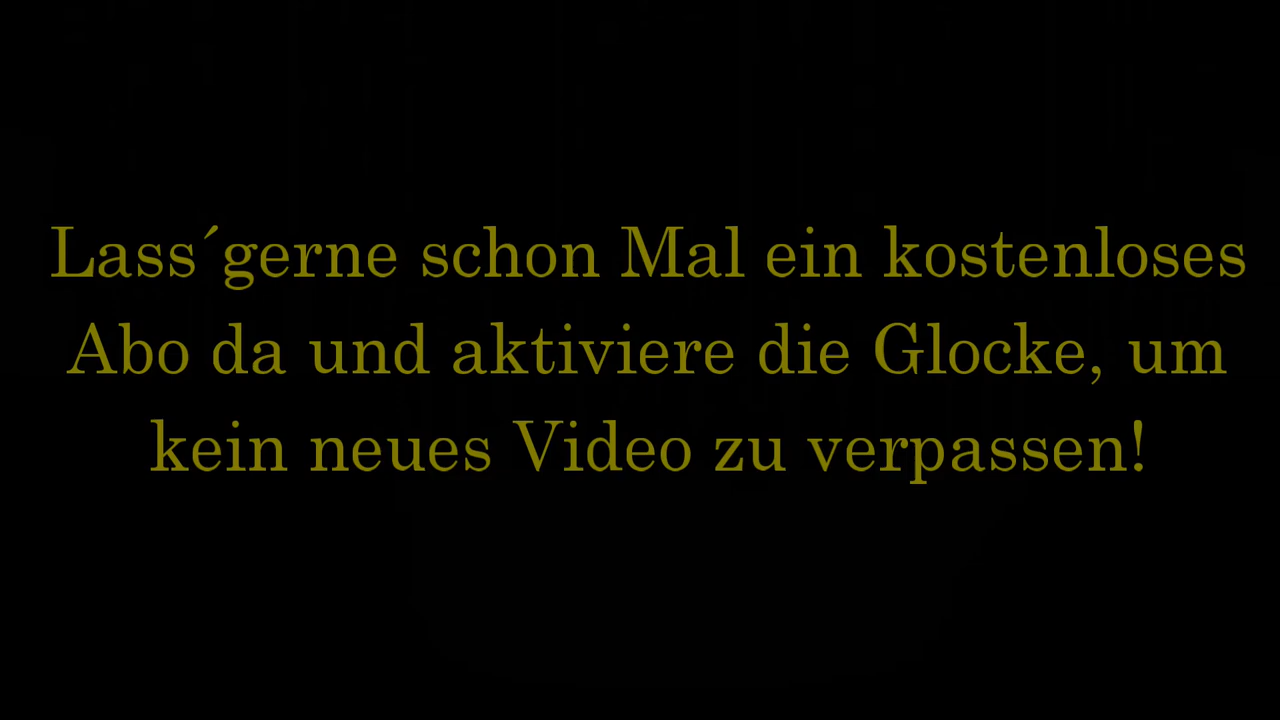 Lass´gerne schon Mal ein kostenloses
Abo da und aktiviere die Glocke, um
kein neues Video zu verpassen!